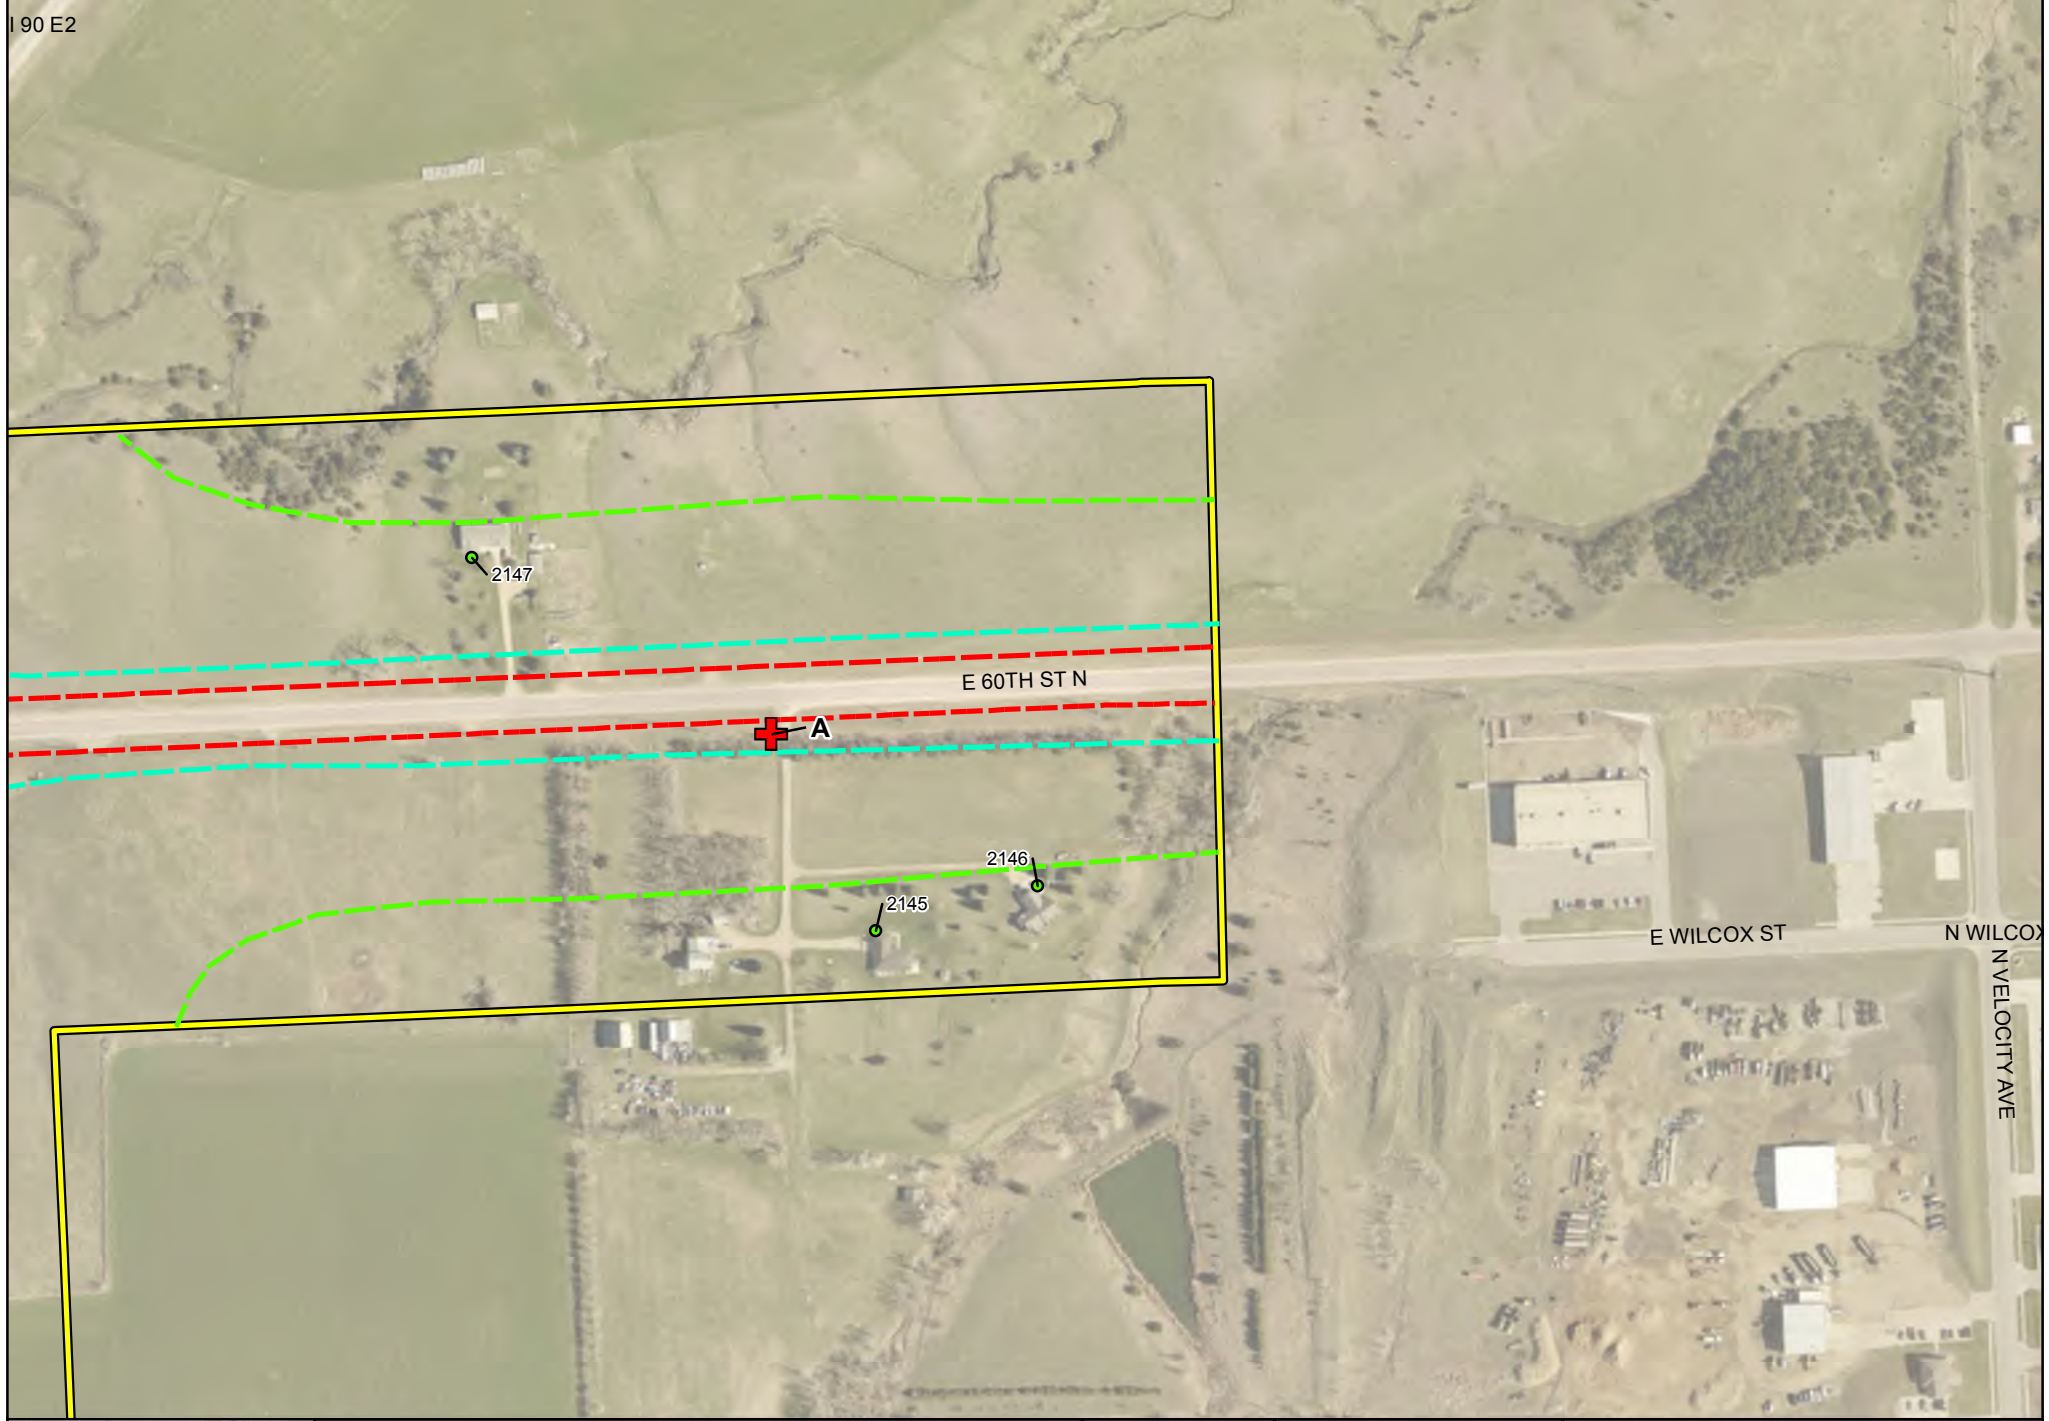 I 90 E2
2147
E 60TH ST N
A
2146
2145
E WILCOX ST
N WILCOX
N VELOCITY AVE